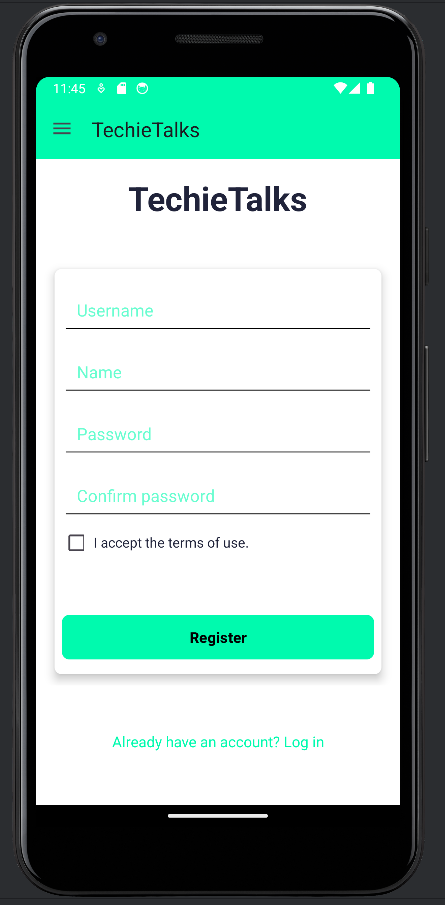 11:45
TechieTalks
TechieTalks
Username
Name
Password
Confirm password
I accept the terms of use.
Register
Already have an account? Log in